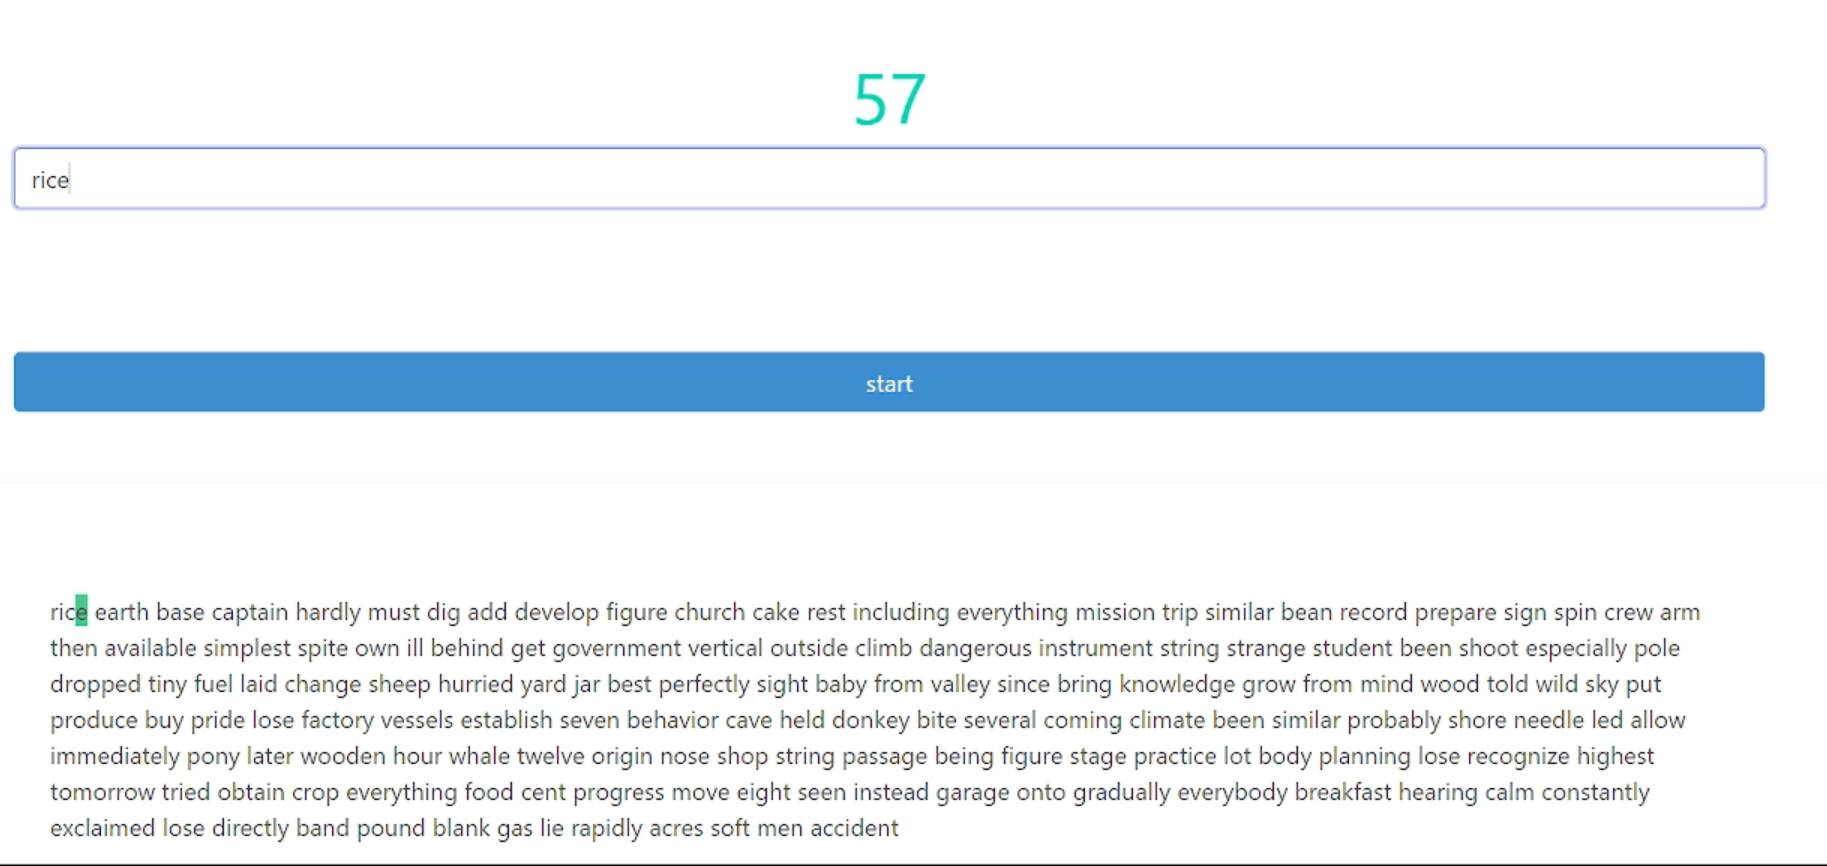 57
rice
start
rice earth base captain hardly must dig add develop figure church cake rest including everything mission trip similar bean record prepare sign spin crew arm
then available simplest spite own ill behind get government vertical outside climb dangerous instrument string strange student been shoot especially pole
dropped tiny fuel laid change sheep hurried yard jar best perfectly sight baby from valley since bring knowledge grow from mind wood told wild sky put
produce buy pride lose factory vessels establish seven behavior cave held donkey bite several coming climate been similar probably shore needle led allow
immediately pony later wooden hour whale twelve origin nose shop string passage being figure stage practice lot body planning lose recognize highest
tomorrow tried obtain crop everything food cent progress move eight seen instead garage onto gradually everybody breakfast hearing calm constantly
exclaimed lose directly band pound blank gas lie rapidly acres soft men accident